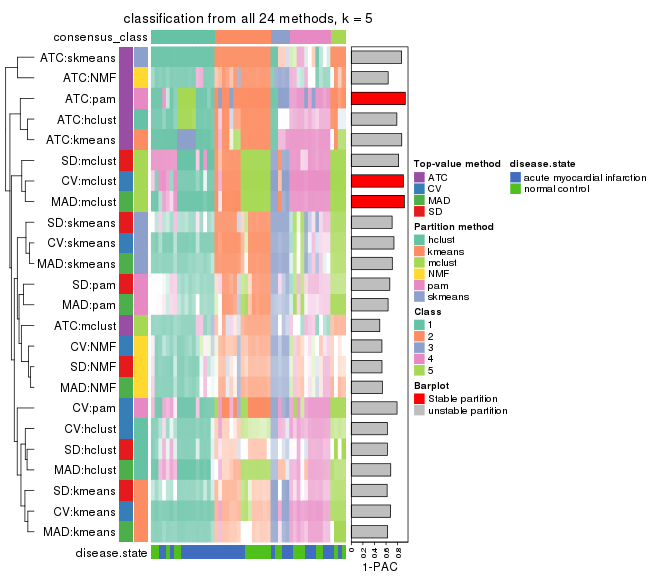 classification from all 24 methods, k = 5
consensus_class
ATC:skmeans
ATC:NMF
ATC:pam
ATC:hclust
ATC:kmeans
SD:mclust
CV:mclust
MAD:mclust
SD:skmeans
CV:skmeans
MAD:skmeans
SD:pam
MAD:pam
ATC:mclust
CV:NMF
SD:NMF
MAD:NMF
CV:pam
CV:hclust
SD:hclust
MAD:hclust
SD:kmeans
CV:kmeans
MAD:kmeans
disease.state
0 0.2 0.4 0.6 0.8
1-PAC
Top-value method
ATC
CV
MAD
SD
Partition method
hclust
kmeans
mclust
NMF
pam
skmeans
Class
1
2
3
4
5
Barplot
Stable partition
unstable partition
disease.state
acute myocardial infarction
normal control